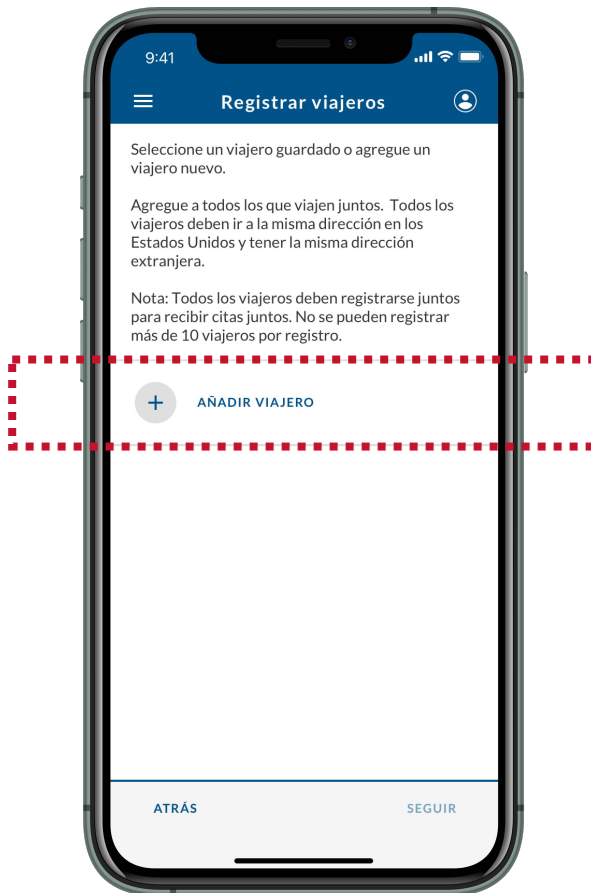 9:41
Registrar viajeros
Seleccione un viajero guardado o agregue un
viajero nuevo.
Agregue a todos los que viajen juntos. Todos los
viajeros deben ir a la misma dirección en los
Estados Unidos y tener la misma dirección
extranjera.
Nota: Todos los viajeros deben registrarse juntos
para recibir citas juntos. No se pueden registrar
más de 10 viajeros por registro.
+ AÑADIR VIAJERO
ATRÁS SEGUIR